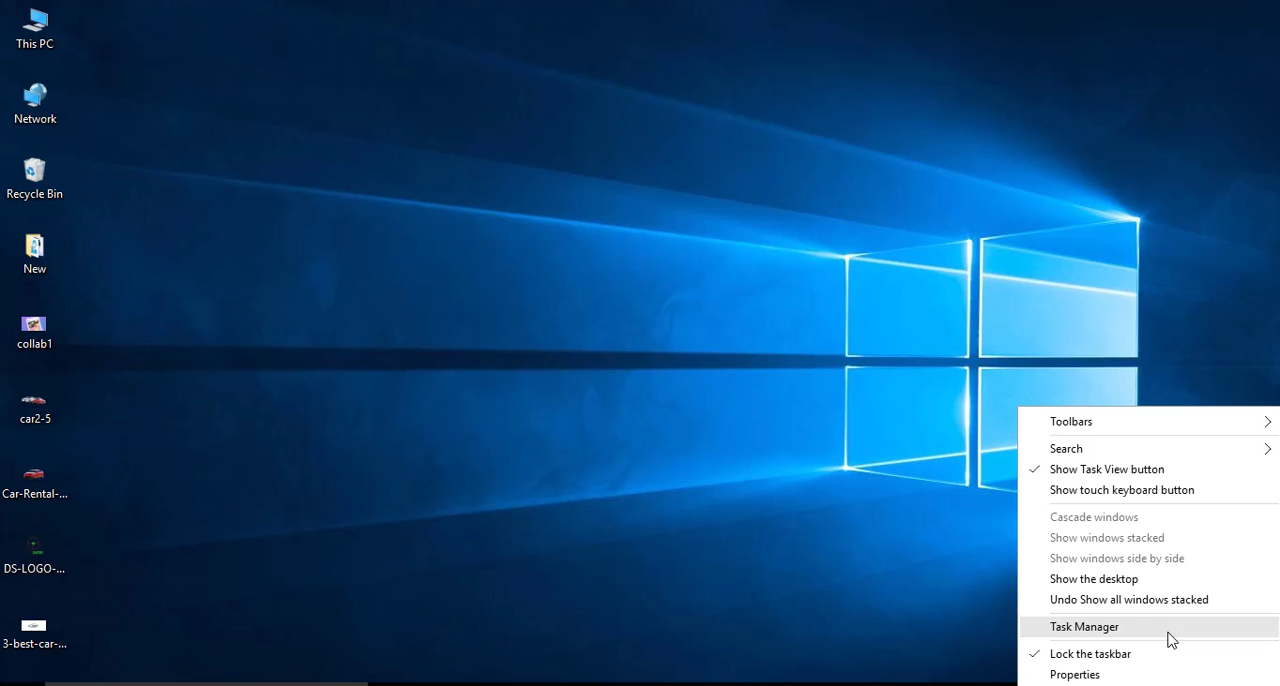 This PC
Network
Recycle Bin
New
collab1
car2-5
Car-Rental-...
DS-LOGO-...
3-best-car-...
Toolbars
Search
Show Task View button
Show touch keyboard button
Cascade windows
Show windows stacked
Show windows side by side
Show the desktop
Undo Show all windows stacked
Task Manager
Lock the taskbar
Properties